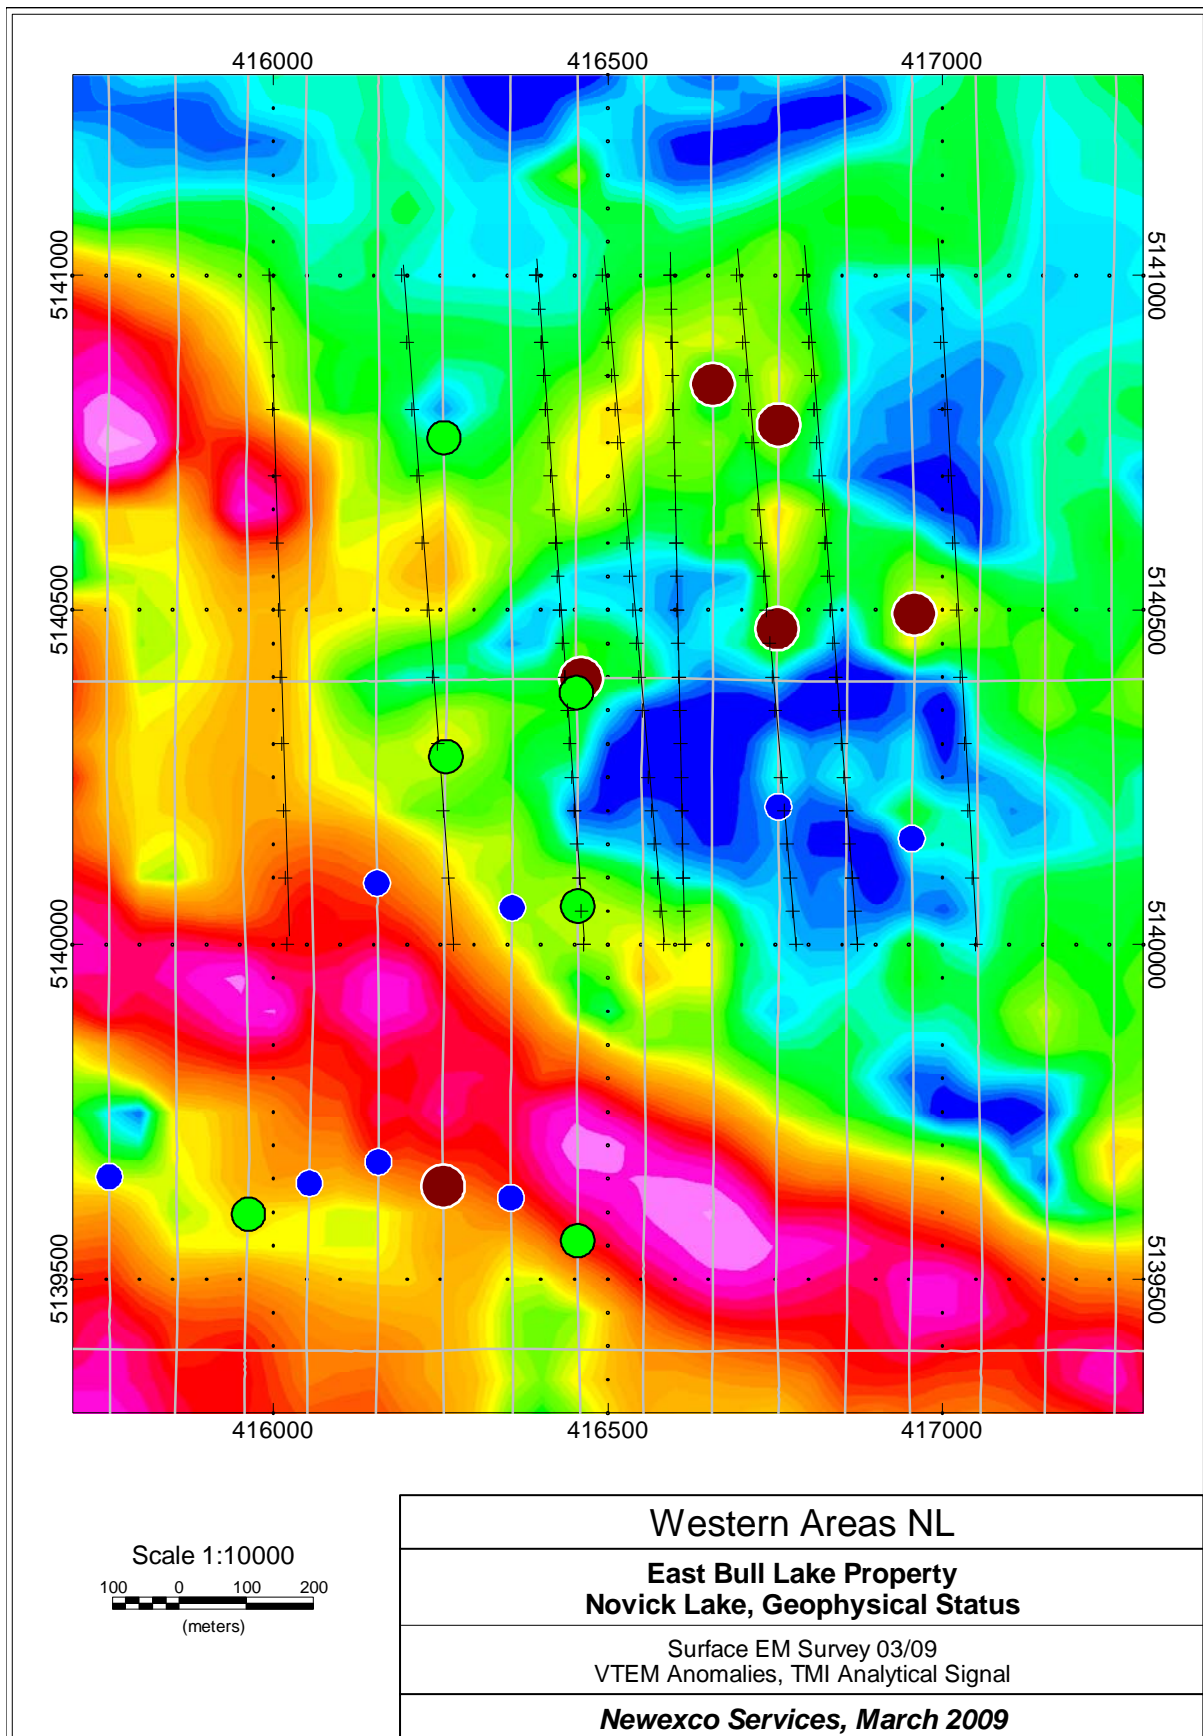 416000 416500 417000
5141000 5141000
5140500 5140500
5140000 5140000
5139500 5139500
416000 416500 417000
Scale 1:10000
100 0 100 200
(meters)
Western Areas NL
East Bull Lake Property
Novick Lake, Geophysical Status
Surface EM Survey 03/09
VTEM Anomalies, TMI Analytical Signal
Newexco Services, March 2009